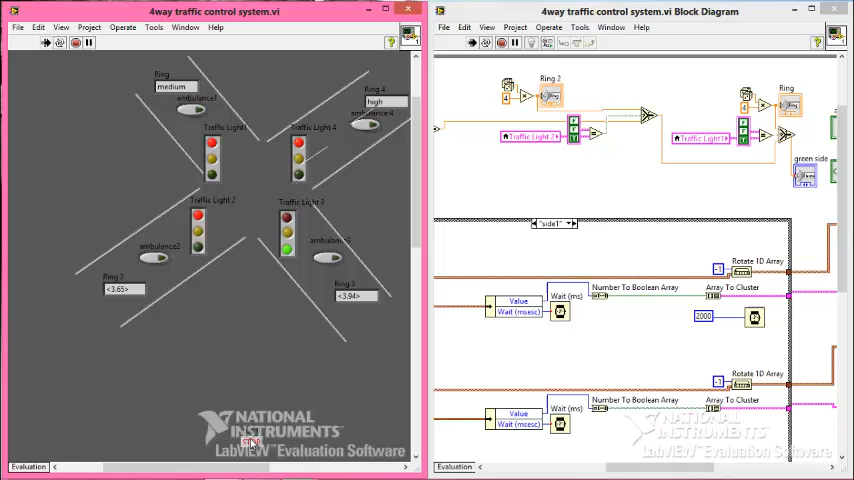 4way traffic control system.vi
File Edit View Project Operate Tools Window Help
Ring
medium
ambulance1
Ring 4
high
ambulance 4
Traffic Light1
Traffic Light 4
Traffic Light 2
Traffic Light 3
ambulance2
ambulance3
Ring 2
<3.65>
Ring 3
<3.94>
STOP
NATIONAL
INSTRUMENTS
LabVIEW Evaluation Software
Evaluation
4way traffic control system.vi Block Diagram
File Edit View Project Operate Tools Window Help
Ring 2
Ring
4
4
Traffic Light 2
Traffic Light1
green side
"side1"
Rotate 1D Array
-1
Value
Wait (msec)
Wait (ms)
Number To Boolean Array
Array To Cluster
2000
Rotate 1D Array
-1
Value
Wait (msec)
Wait (ms)
Number To Boolean Array
Array To Cluster
NATIONAL
INSTRUMENTS
LabVIEW Evaluation Software
Evaluation